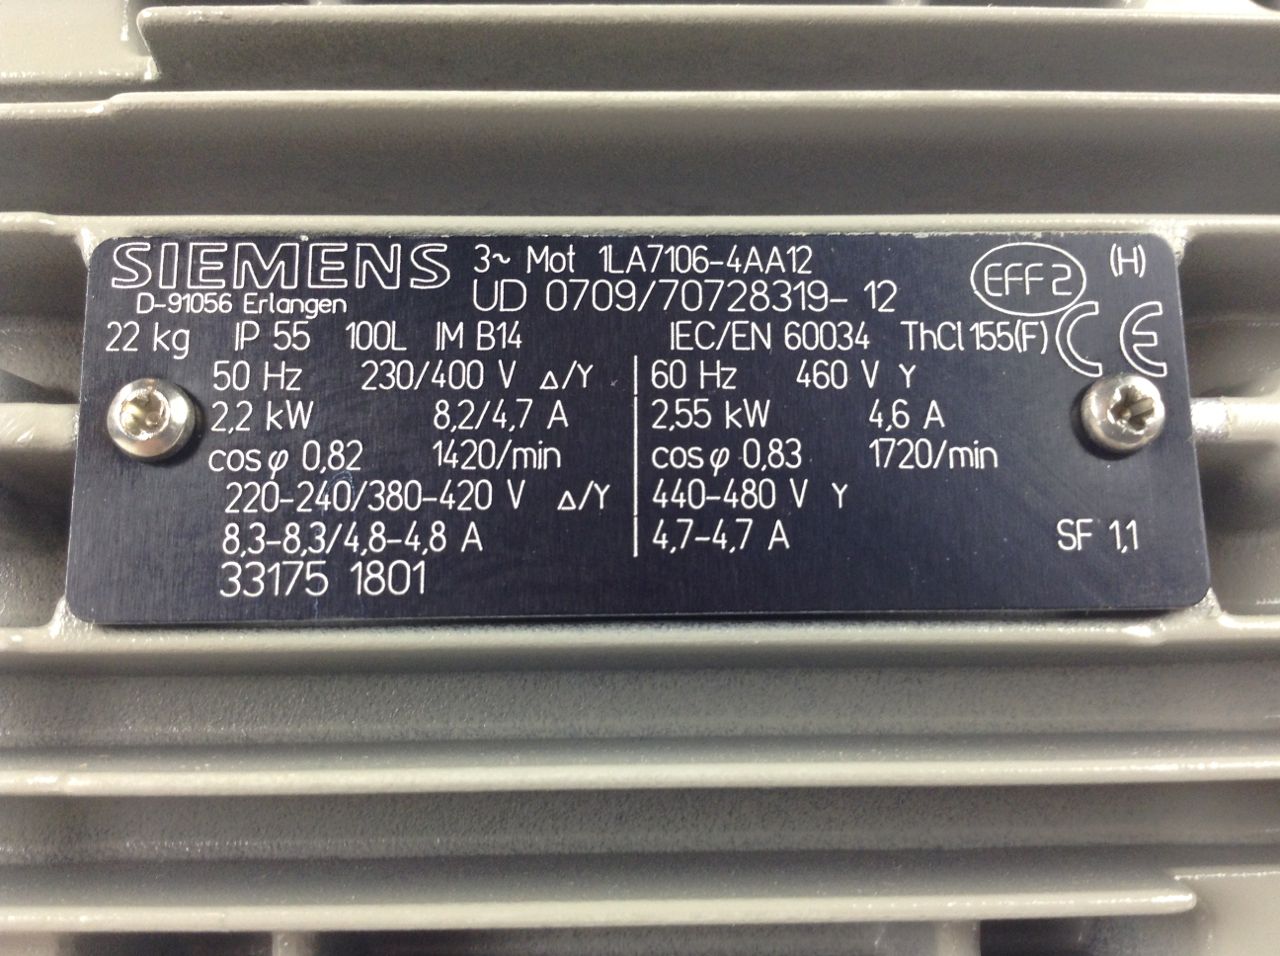 SIEMENS 3~ Mot 1LA7106-4AA12 EFF2 (H)
D-91056 Erlangen UD 0709/70728319-12
22 kg IP 55 100L IM B14 IEC/EN 60034 ThCl 155(F) CE
50 Hz 230/400 V Δ/Y 60 Hz 460 V Y
2,2 kW 8,2/4,7 A 2,55 kW 4,6 A
cos φ 0,82 1420/min cos φ 0,83 1720/min
220-240/380-420 V Δ/Y 440-480 V Y
8,3-8,3/4,8-4,8 A 4,7-4,7 A SF 1,1
33175 1801